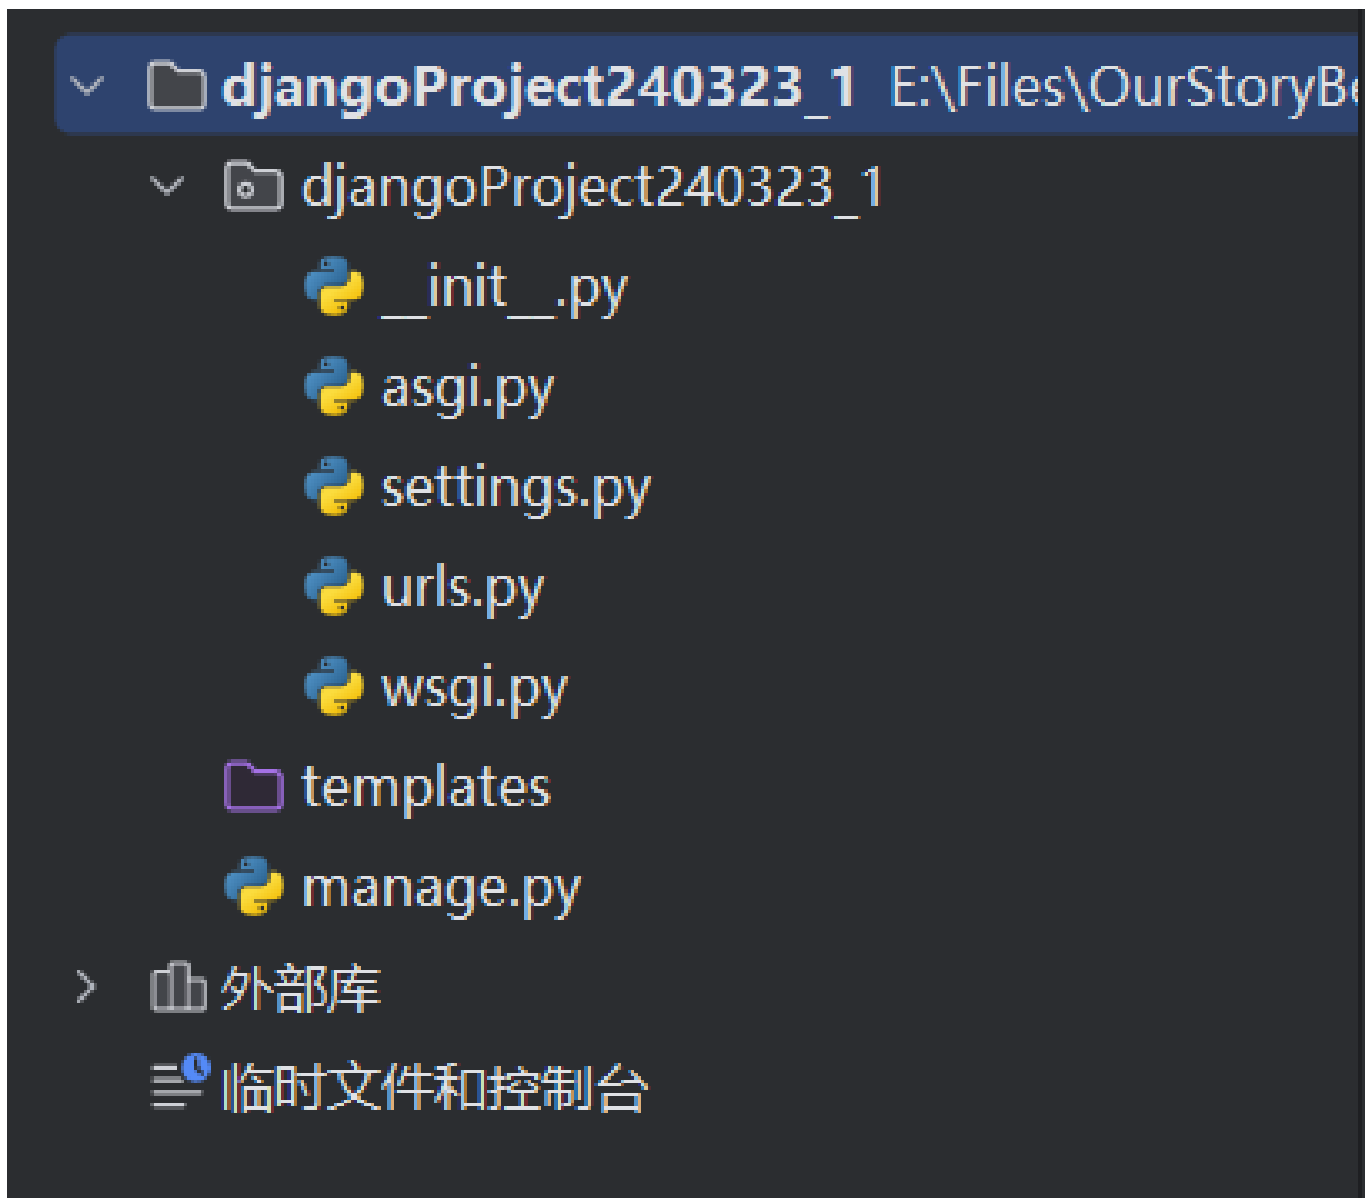 djangoProject240323_1 E:\Files\OurStoryBe
djangoProject240323_1
__init__.py
asgi.py
settings.py
urls.py
wsgi.py
templates
manage.py
外部库
临时文件和控制台